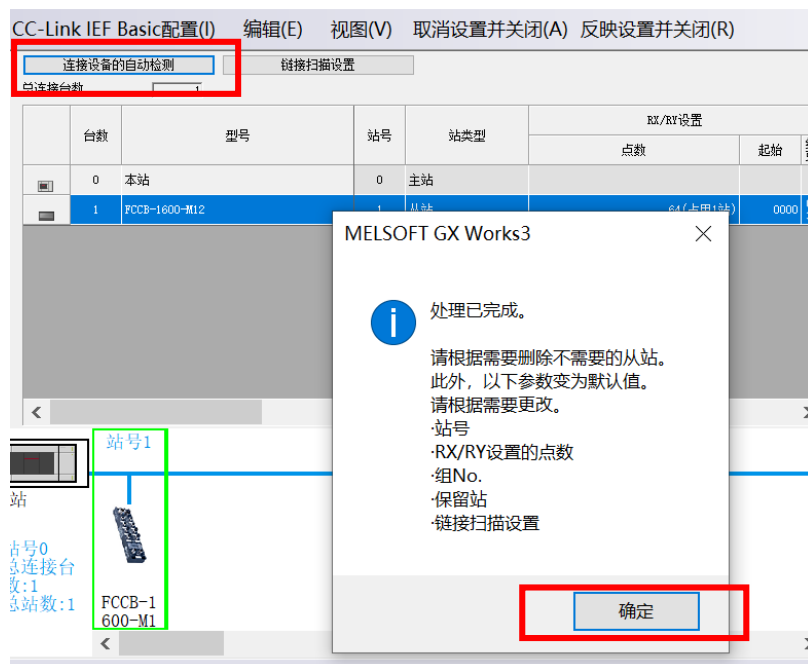 CC-Link IEF Basic配置(I) 编辑(E) 视图(V) 取消设置并关闭(A) 反映设置并关闭(R)
连接设备的自动检测 链接扫描设置
总连接台数 1
台数 型号 站号 站类型 RX/RY设置
点数 起始
0 本站 0 主站
1 FCCB-1600-M12 1 从站 64(占用1站) 0000
MELSOFT GX Works3
处理已完成。
请根据需要删除不需要的从站。
此外，以下参数变为默认值。
请根据需要更改。
·站号
·RX/RY设置的点数
·组No.
·保留站
·链接扫描设置
确定
站号1
站
站号0
总连接台
数:1
总站数:1
FCCB-1
600-M1